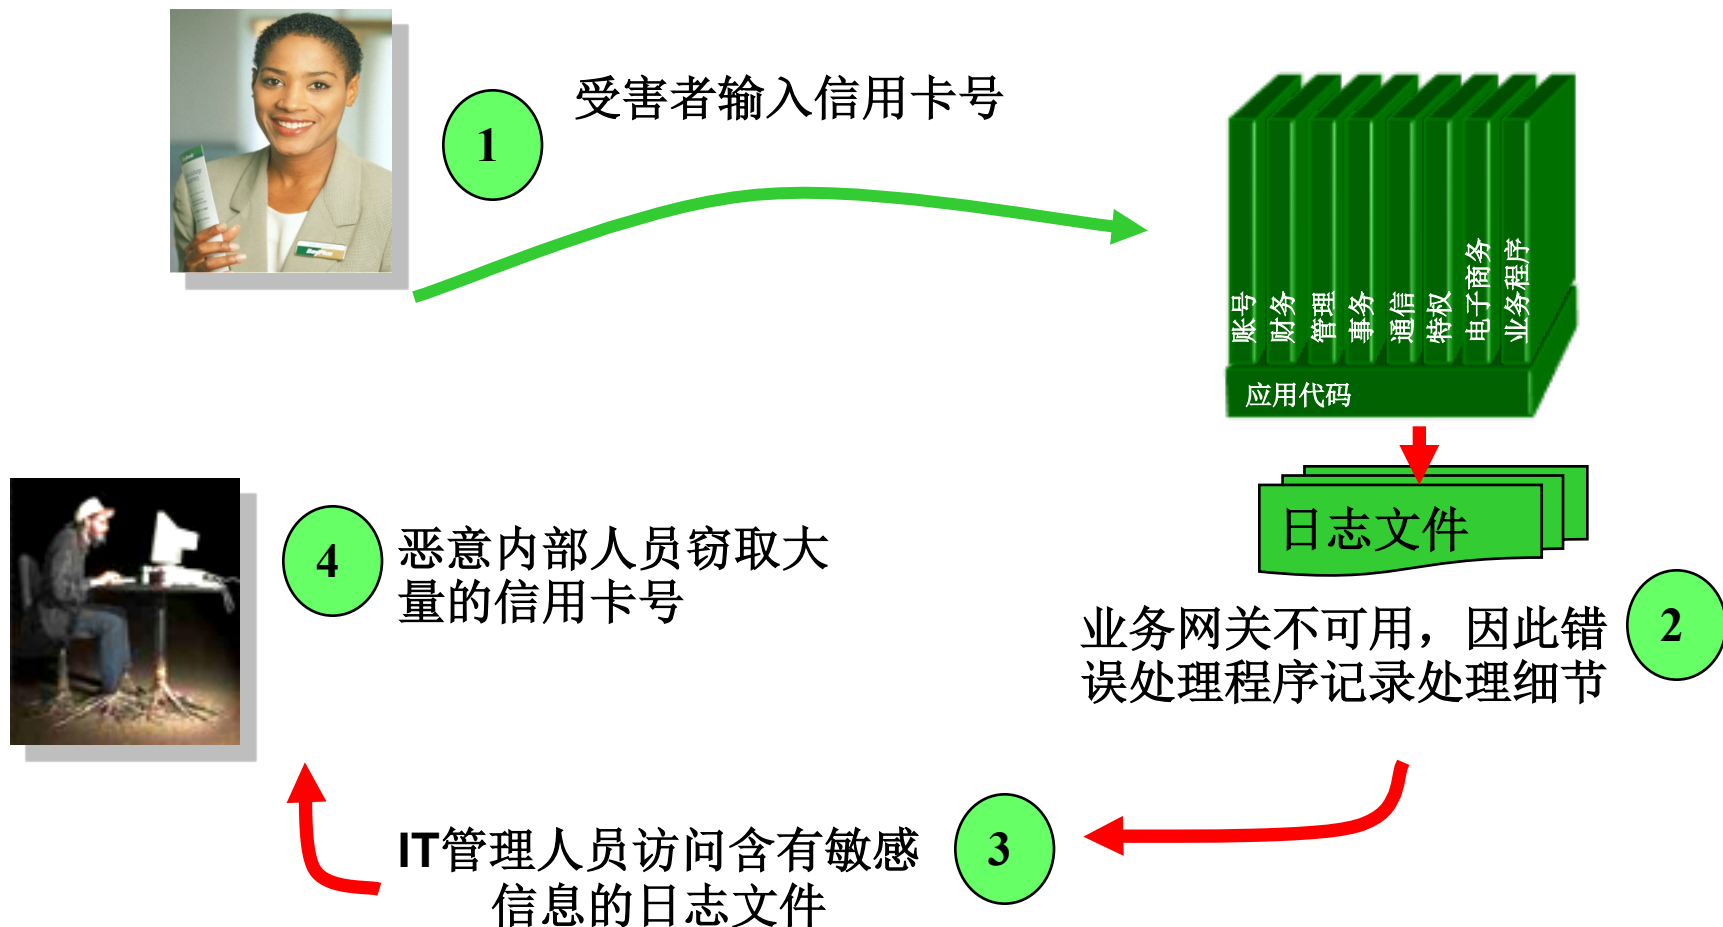 1
受害者输入信用卡号
账号
财务
管理
事务
通信
特权
电子商务
业务程序
应用代码
日志文件
2
业务网关不可用，因此错
误处理程序记录处理细节
3
IT管理人员访问含有敏感
信息的日志文件
4
恶意内部人员窃取大
量的信用卡号